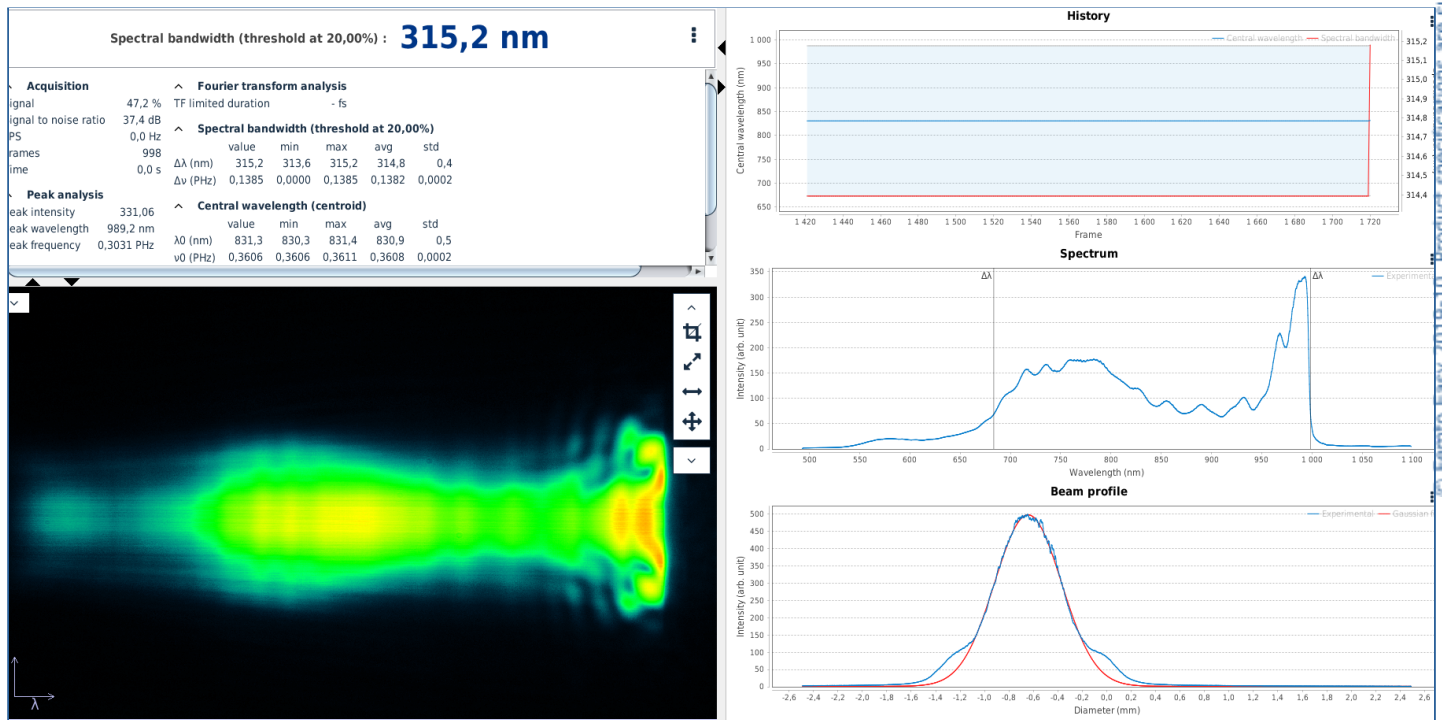 Spectral bandwidth (threshold at 20,00%) : 315,2 nm
Acquisition
ignal 47,2 %
ignal to noise ratio 37,4 dB
PS 0,0 Hz
rames 998
ime 0,0 s
Peak analysis
eak intensity 331,06
eak wavelength 989,2 nm
eak frequency 0,3031 PHz
Fourier transform analysis
TF limited duration - fs
Spectral bandwidth (threshold at 20,00%)
value min max avg std
Δλ (nm) 315,2 313,6 315,2 314,8 0,4
Δν (PHz) 0,1385 0,0000 0,1385 0,1382 0,0002
Central wavelength (centroid)
value min max avg std
λ0 (nm) 831,3 830,3 831,4 830,9 0,5
ν0 (PHz) 0,3606 0,3606 0,3611 0,3608 0,0002
λ
History
Central wavelength Spectral bandwidth
Central wavelength (nm)
1 000
950
900
850
800
750
700
650
315,2
315,1
315,0
314,9
314,8
314,7
314,6
314,5
314,4
1 420 1 440 1 460 1 480 1 500 1 520 1 540 1 560 1 580 1 600 1 620 1 640 1 660 1 680 1 700 1 720
Frame
Spectrum
Δλ Δλ Experimenta
Intensity (arb. unit)
350
300
250
200
150
100
50
0
500 550 600 650 700 750 800 850 900 950 1 000 1 050 1 100
Wavelength (nm)
Beam profile
Experimental Gaussian f
Intensity (arb. unit)
500
450
400
350
300
250
200
150
100
50
0
-2,6 -2,4 -2,2 -2,0 -1,8 -1,6 -1,4 -1,2 -1,0 -0,8 -0,6 -0,4 -0,2 0,0 0,2 0,4 0,6 0,8 1,0 1,2 1,4 1,6 1,8 2,0 2,2 2,4 2,6
Diameter (mm)